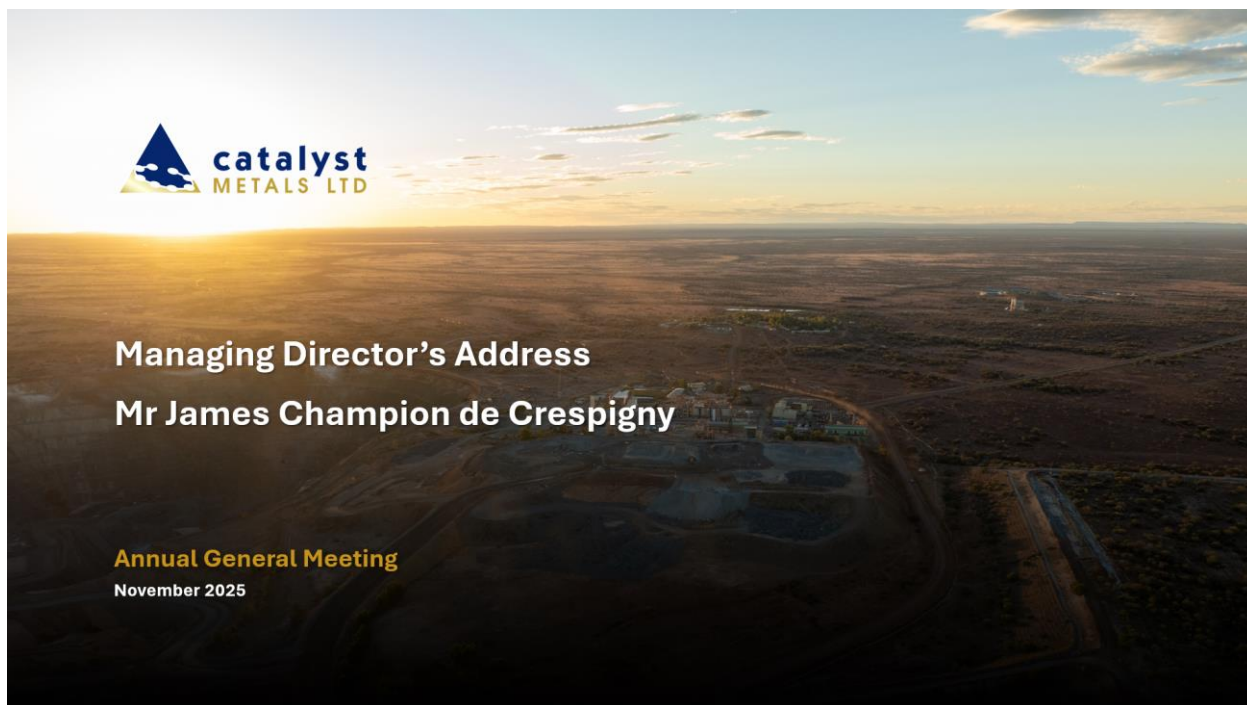 catalyst
METALS LTD
Managing Director’s Address
Mr James Champion de Crespigny
Annual General Meeting
November 2025